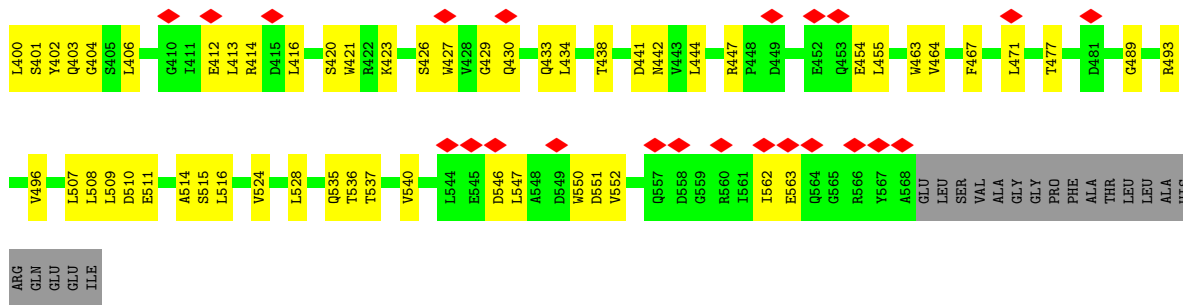 L400 S401 Y402 Q403 G404 S405 L406 G410 I411 E412 L413 R414 D415 L416 S420 W421 R422 K423 S426 W427 V428 G429 Q430 Q433 L434 T438 D441 N442 V443 L444 R447 P448 D449 E452 Q453 E454 L455 W463 V464 F467 L471 T477 D481 G489 R493
V496 L507 L508 L509 D510 E511 A514 S515 L516 V524 L528 Q535 T536 T537 V540 L544 E545 D546 L547 A548 D549 W550 D551 V552 Q557 D558 G559 R560 I561 I562 E563 Q564 G565 R566 Y567 A568 GLU LEU SER VAL ALA GLY GLY PRO PHE ALA THR LEU LEU ALA
ARG GLN GLU GLU ILE